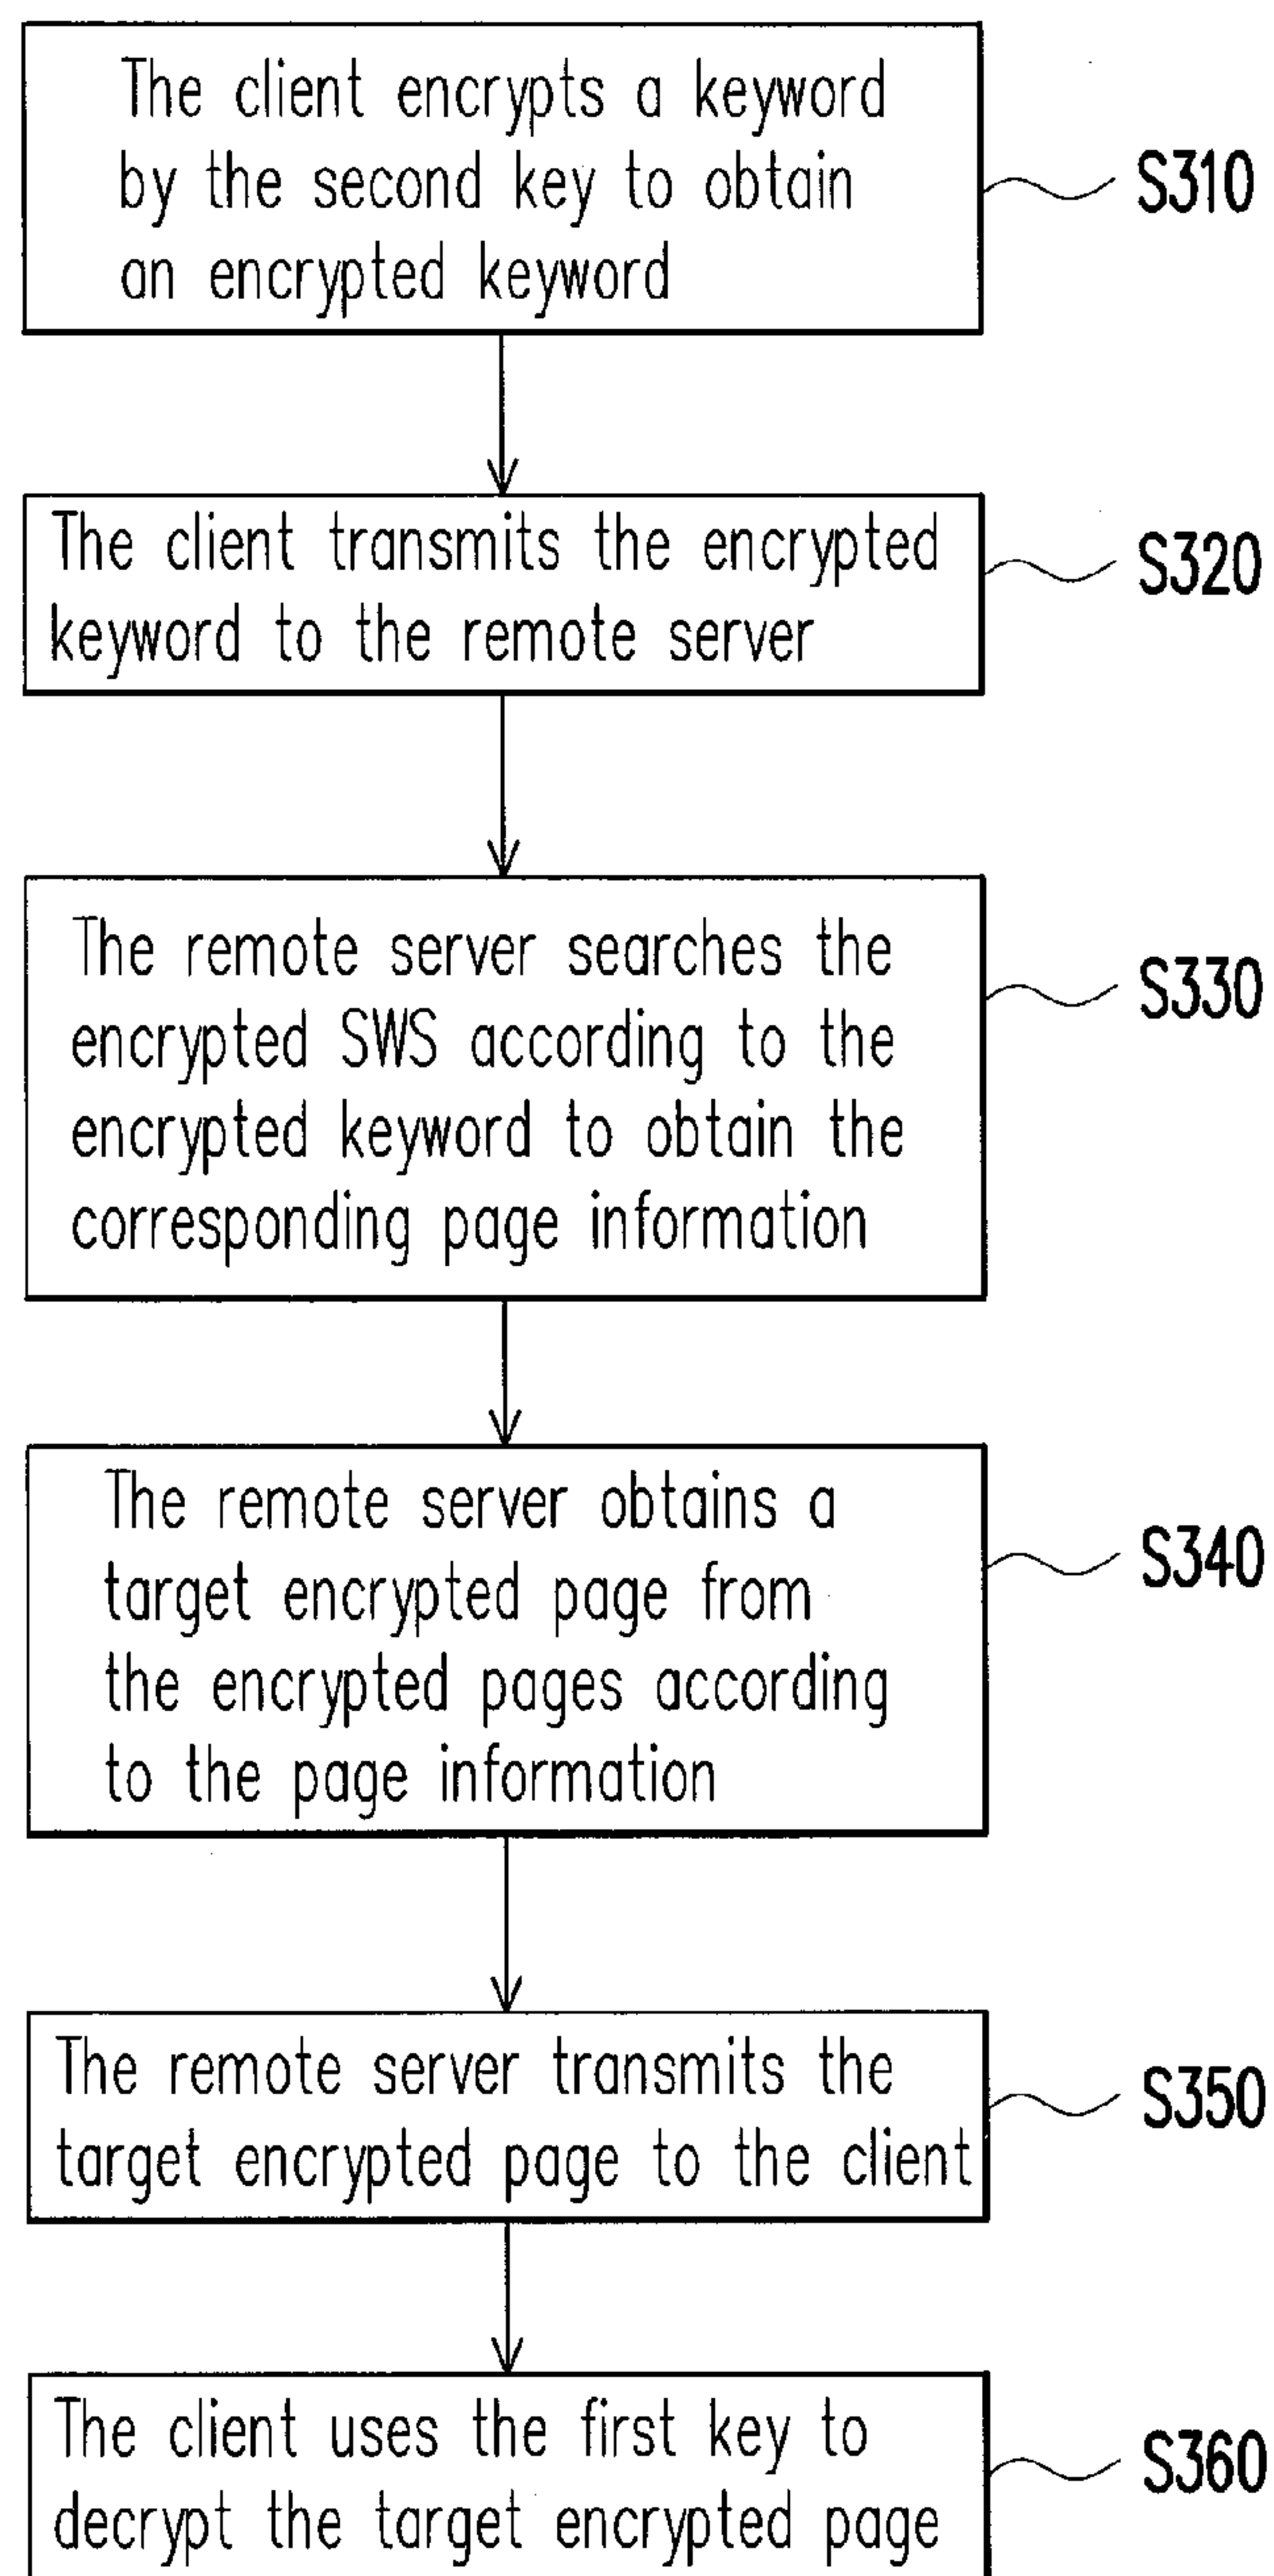 The client encrypts a keyword
by the second key to obtain
an encrypted keyword
S310
The client transmits the encrypted
keyword to the remote server
S320
The remote server searches the
encrypted SWS according to the
encrypted keyword to obtain the
corresponding page information
S330
The remote server obtains a
target encrypted page from
the encrypted pages according
to the page information
S340
The remote server transmits the
target encrypted page to the client
S350
The client uses the first key to
decrypt the target encrypted page
S360